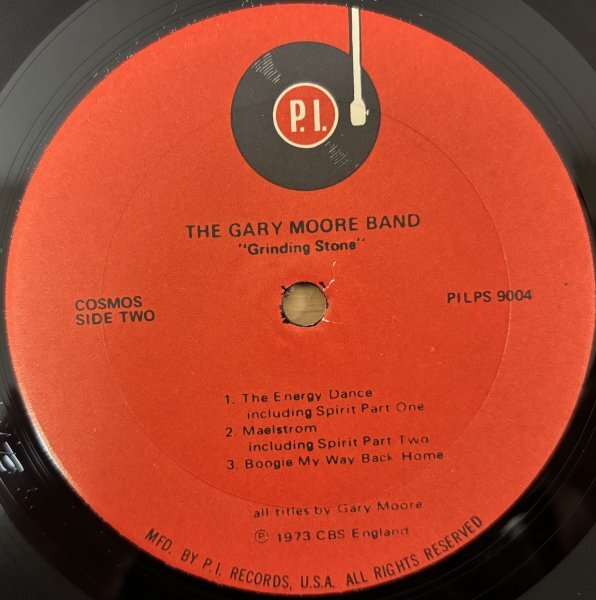 P.I.
THE GARY MOORE BAND
"Grinding Stone"
COSMOS
SIDE TWO
PILPS 9004
1. The Energy Dance
including Spirit Part One
2. Maelstrom
including Spirit Part Two
3. Boogie My Way Back Home
all titles by Gary Moore
℗ 1973 CBS England
MFD. BY P.I. RECORDS, U.S.A. ALL RIGHTS RESERVED